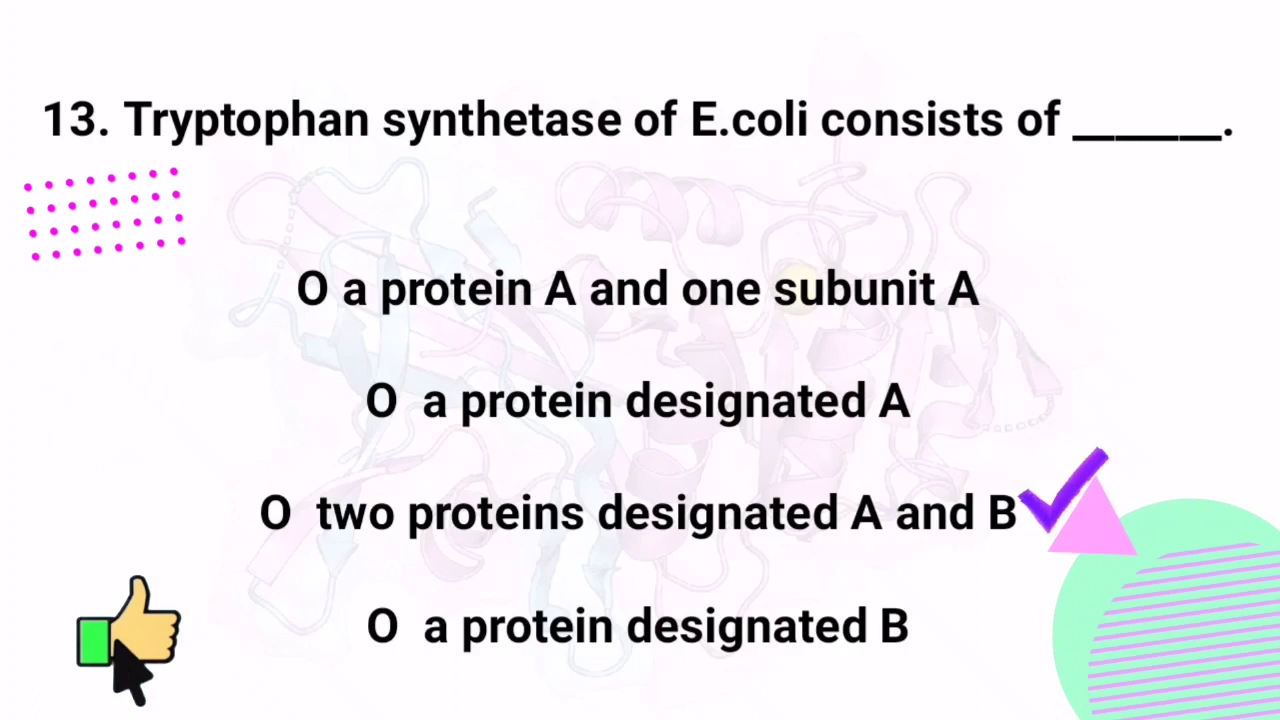 13. Tryptophan synthetase of E.coli consists of _______.
O a protein A and one subunit A
O a protein designated A
O two proteins designated A and B
O a protein designated B